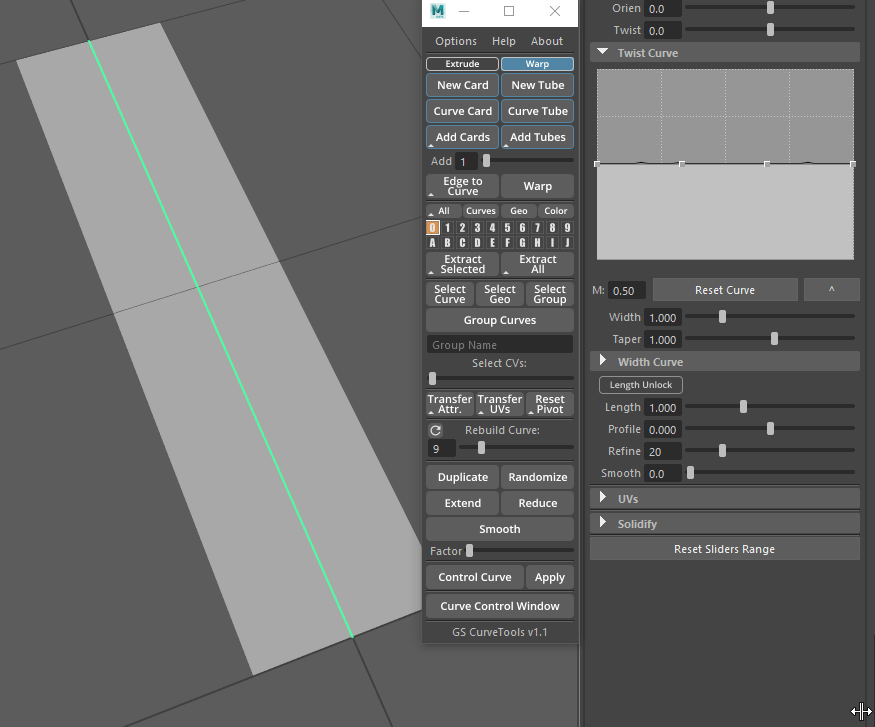 M
Options Help About
Extrude Warp
New Card New Tube
Curve Card Curve Tube
Add Cards Add Tubes
Add 1
Edge to Curve Warp
All Curves Geo Color
0 1 2 3 4 5 6 7 8 9
A B C D E F G H I J
Extract Selected Extract All
Select Curve Select Geo Select Group
Group Curves
Group Name
Select CVs:
Transfer Attr. Transfer UVs Reset Pivot
Rebuild Curve:
9
Duplicate Randomize
Extend Reduce
Smooth
Factor
Control Curve Apply
Curve Control Window
GS CurveTools v1.1
Orien 0.0
Twist 0.0
Twist Curve
M: 0.50 Reset Curve ^
Width 1.000
Taper 1.000
Width Curve
Length Unlock
Length 1.000
Profile 0.000
Refine 20
Smooth 0.0
UVs
Solidify
Reset Sliders Range